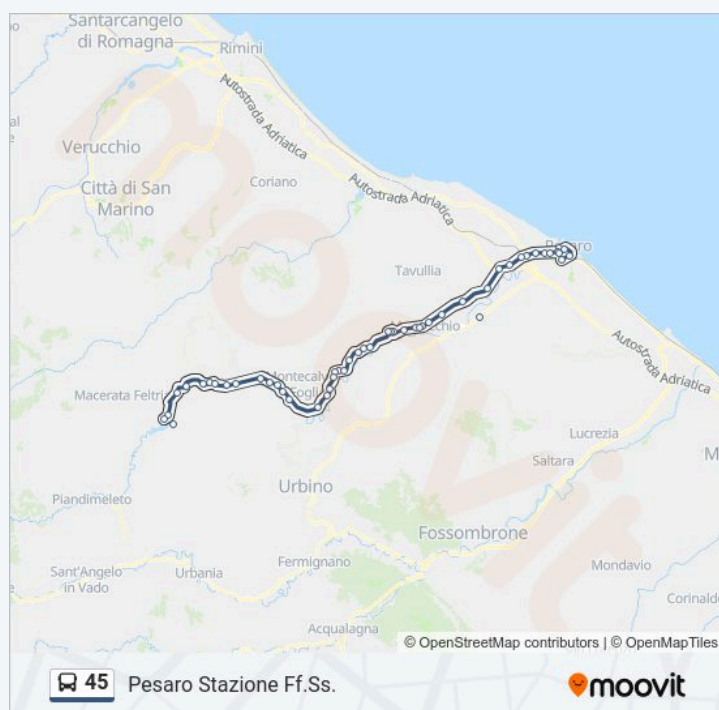 Santarcangelo
di Romagna
Rimini
Autostrada Adriatica
Verucchio
Coriano
Città di San
Marino
Autostrada Adriatica
Tavullia
Macerata Feltria
Autostrada Adriatica
Lucrezia
Saltara
Urbino
Piandimeleto
Fossombrone
Sant'Angelo
in Vado
Urbania
Fermignano
Mondavio
Corinaldo
Acqualagna
moovit
© OpenStreetMap contributors | © OpenMapTiles
45 Pesaro Stazione Ff.Ss.
moovit